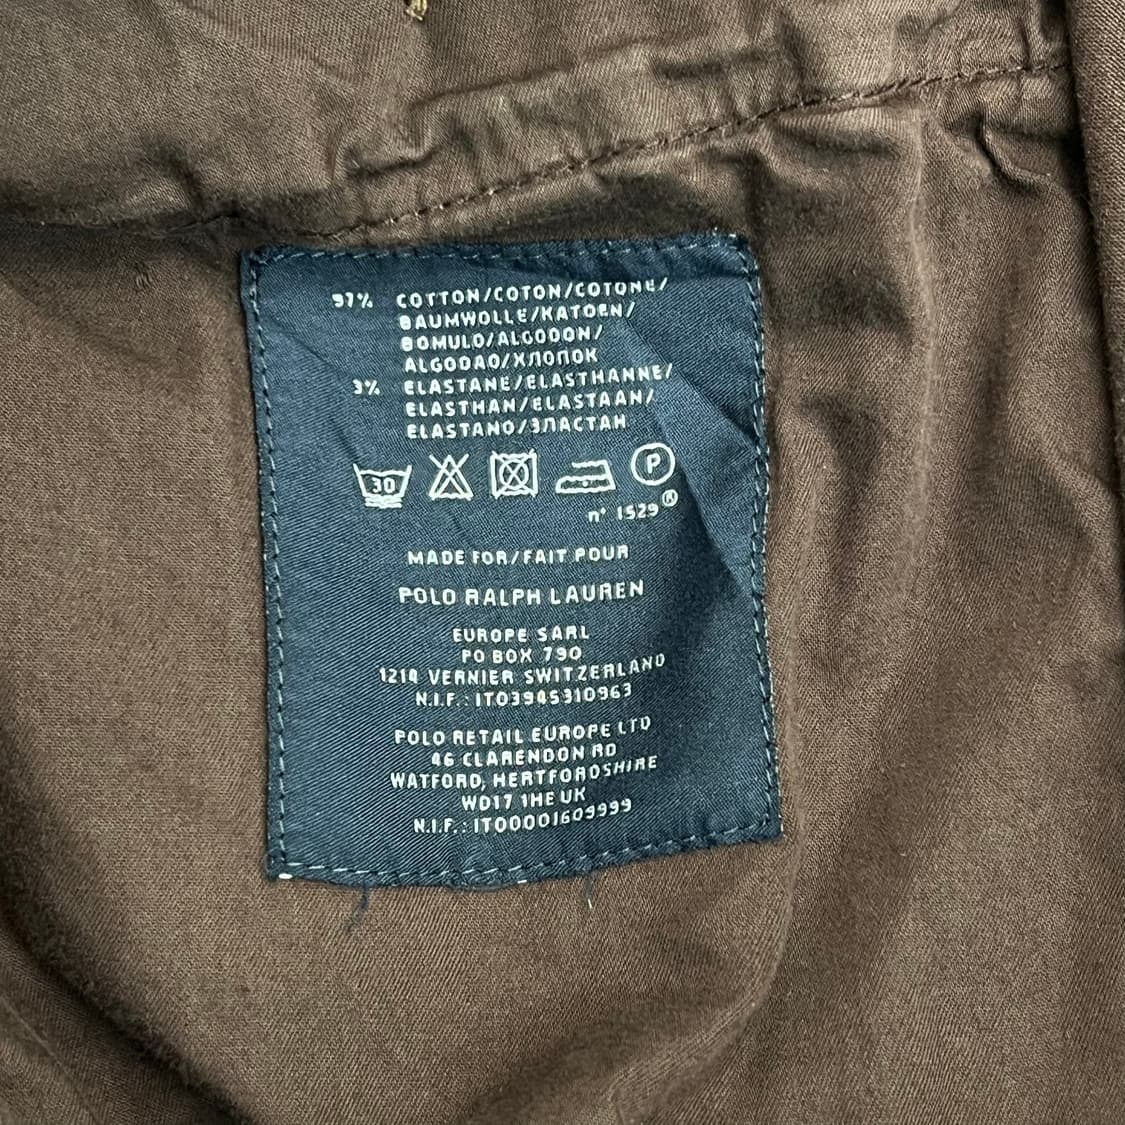 97% COTTON/COTON/COTONE/
BAUMWOLLE/KATOEN/
BOMULO/ALGODON/
ALGODAO/ХЛОПОК
3% ELASTANE/ELASTHANNE/
ELASTHAN/ELASTAAN/
ELASTANO/ЭЛАСТАН
30
P
n° 1529®
MADE FOR/FAIT POUR
POLO RALPH LAUREN
EUROPE SARL
PO BOX 790
1214 VERNIER SWITZERLAND
N.I.F.: IT03945310963
POLO RETAIL EUROPE LTD
46 CLARENDON RD
WATFORD, HERTFORDSHIRE
WD17 1HE UK
N.I.F.: IT00001609999